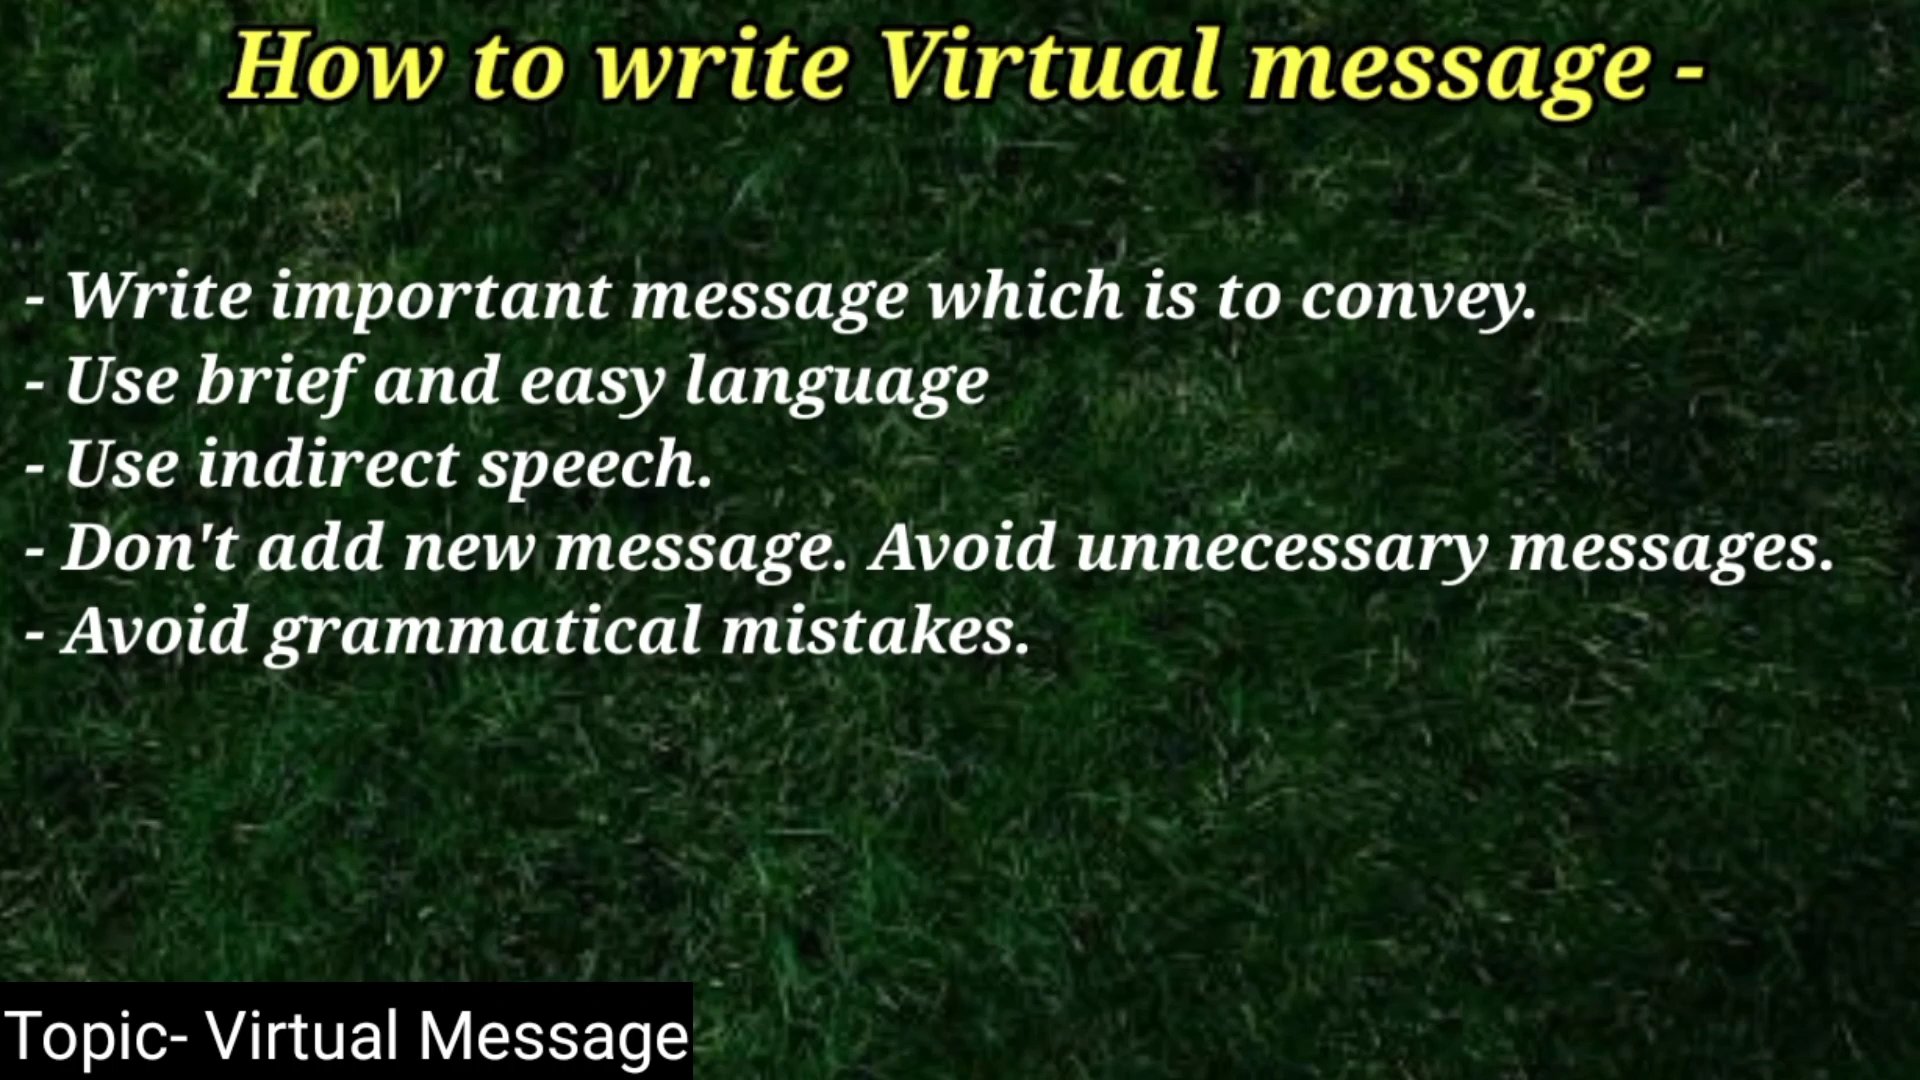 How to write Virtual message -
- Write important message which is to convey.
- Use brief and easy language
- Use indirect speech.
- Don't add new message. Avoid unnecessary messages.
- Avoid grammatical mistakes.
Topic- Virtual Message